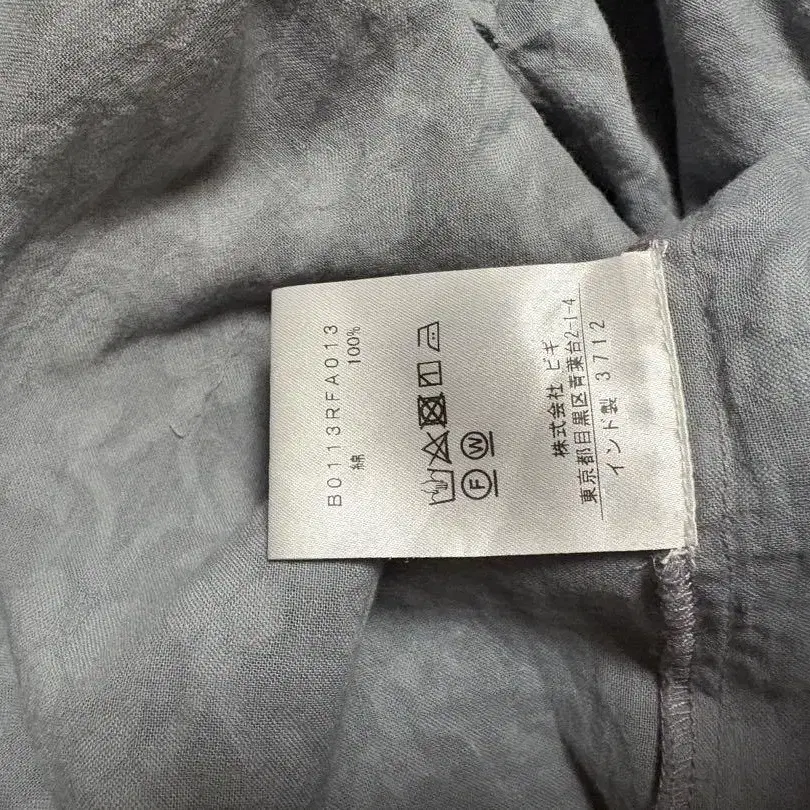 B0113RFA013
綿 100%
F W
株式会社 ビギ
東京都目黒区青葉台2-1-4
インド製 3712